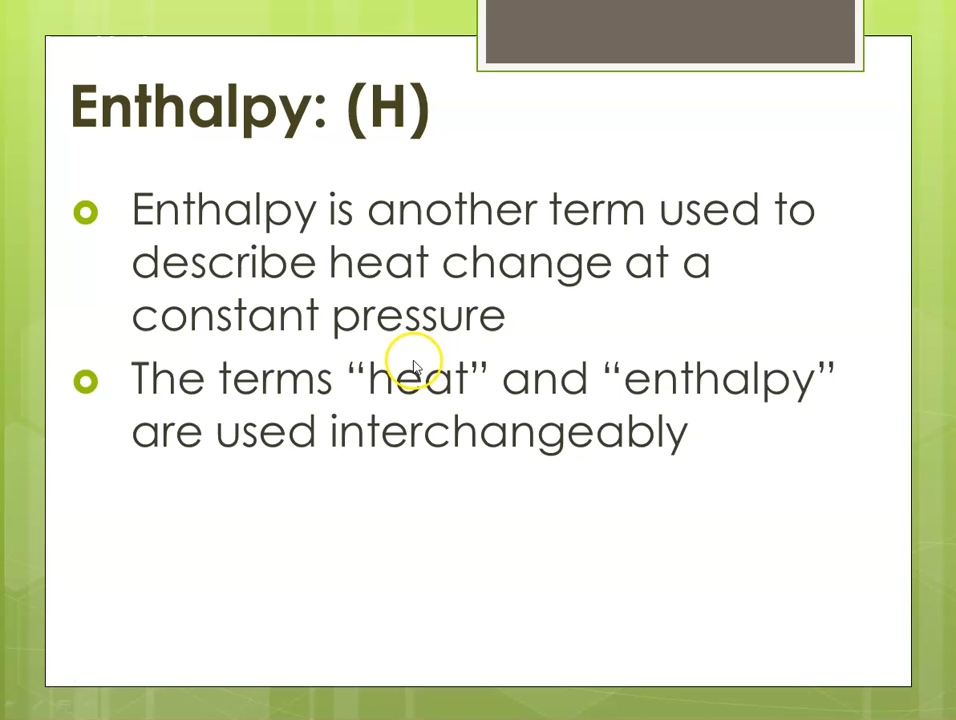 Enthalpy: (H)
Enthalpy is another term used to
describe heat change at a
constant pressure
The terms “heat” and “enthalpy”
are used interchangeably